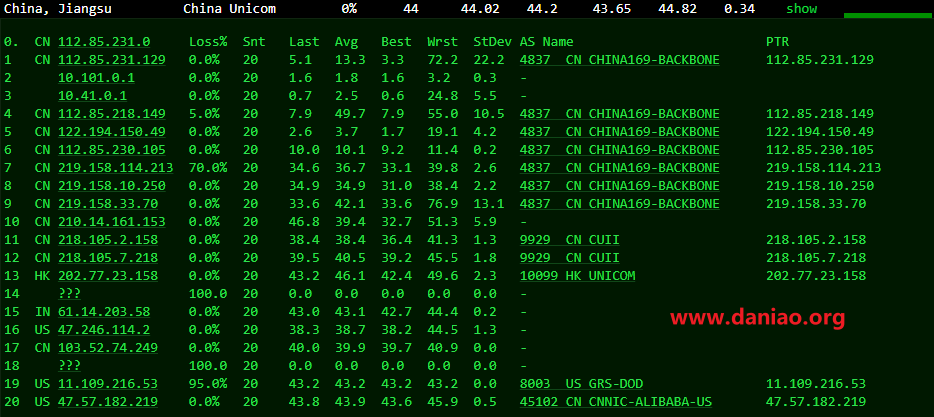 China, Jiangsu China Unicom 0% 44 44.02 44.2 43.65 44.82 0.34 show
0. CN 112.85.231.0 Loss% Snt Last Avg Best Wrst StDev AS Name PTR
1 CN 112.85.231.129 0.0% 20 5.1 13.3 3.3 72.2 22.2 4837 CN CHINA169-BACKBONE 112.85.231.129
2 10.101.0.1 0.0% 20 1.6 1.8 1.6 3.2 0.3 -
3 10.41.0.1 0.0% 20 0.7 2.5 0.6 24.8 5.5 -
4 CN 112.85.218.149 5.0% 20 7.9 49.7 7.9 55.0 10.5 4837 CN CHINA169-BACKBONE 112.85.218.149
5 CN 122.194.150.49 0.0% 20 2.6 3.7 1.7 19.1 4.2 4837 CN CHINA169-BACKBONE 122.194.150.49
6 CN 112.85.230.105 0.0% 20 10.0 10.1 9.2 11.4 0.2 4837 CN CHINA169-BACKBONE 112.85.230.105
7 CN 219.158.114.213 70.0% 20 34.6 36.7 33.1 39.8 2.6 4837 CN CHINA169-BACKBONE 219.158.114.213
8 CN 219.158.10.250 0.0% 20 34.9 34.9 31.0 38.4 2.2 4837 CN CHINA169-BACKBONE 219.158.10.250
9 CN 219.158.33.70 0.0% 20 33.6 42.1 33.6 76.9 13.1 4837 CN CHINA169-BACKBONE 219.158.33.70
10 CN 210.14.161.153 0.0% 20 46.8 39.4 32.7 51.3 5.9 -
11 CN 218.105.2.158 0.0% 20 38.4 38.4 36.4 41.3 1.3 9929 CN CUII 218.105.2.158
12 CN 218.105.7.218 0.0% 20 39.5 40.5 39.2 45.5 1.8 9929 CN CUII 218.105.7.218
13 HK 202.77.23.158 0.0% 20 43.2 46.1 42.4 49.6 2.3 10099 HK UNICOM 202.77.23.158
14 ??? 100.0 20 0.0 0.0 0.0 0.0 0.0 -
15 IN 61.14.203.58 0.0% 20 43.0 43.1 42.7 44.4 0.2 -
16 US 47.246.114.2 0.0% 20 38.3 38.7 38.2 44.5 1.3 -
17 CN 103.52.74.249 0.0% 20 40.0 39.9 39.7 40.9 0.0 -
18 ??? 100.0 20 0.0 0.0 0.0 0.0 0.0 -
19 US 11.109.216.53 95.0% 20 43.2 43.2 43.2 43.2 0.0 8003 US GRS-DOD 11.109.216.53
20 US 47.57.182.219 0.0% 20 43.8 43.9 43.6 45.9 0.5 45102 CN CNNIC-ALIBABA-US 47.57.182.219
www.daniao.org